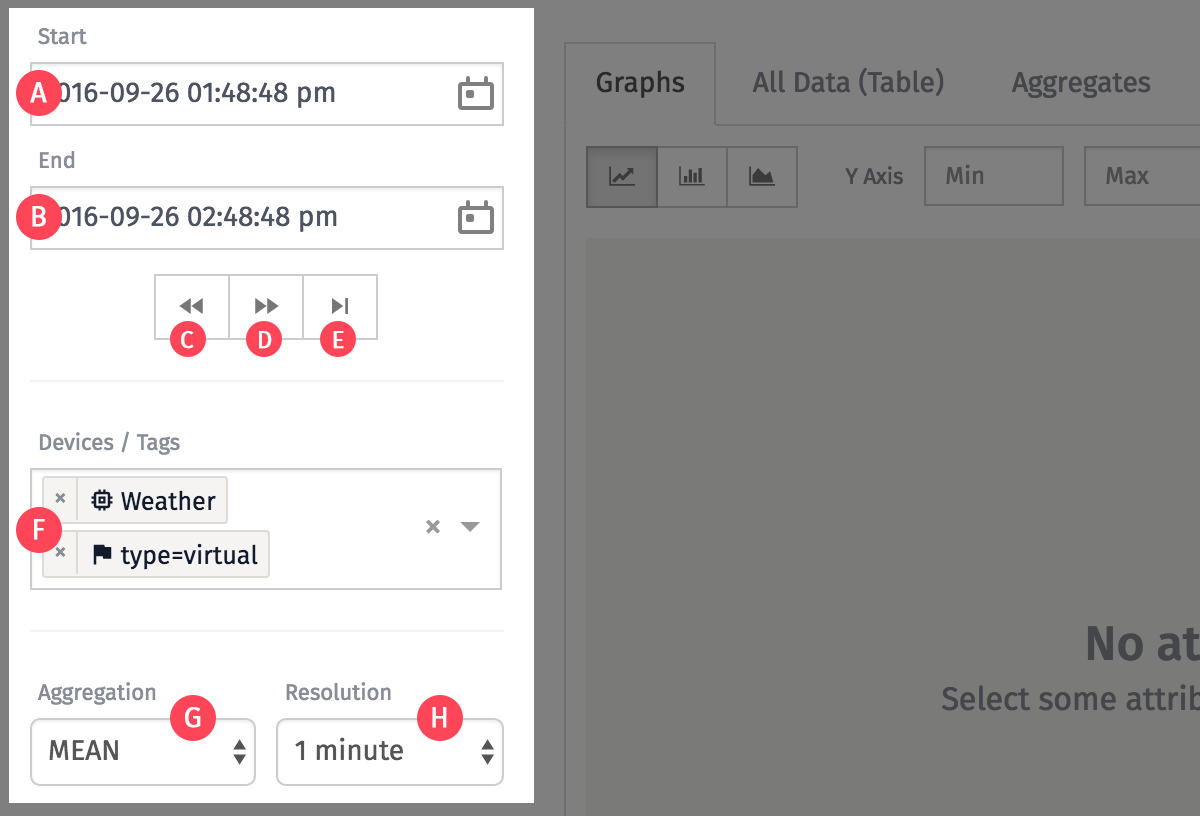 Start
A 016-09-26 01:48:48 pm
End
B 016-09-26 02:48:48 pm
C D E
Devices / Tags
× Weather
F
× type=virtual
×
Aggregation Resolution
G H
MEAN 1 minute
Graphs All Data (Table) Aggregates
Y Axis Min Max
No at
Select some attrib